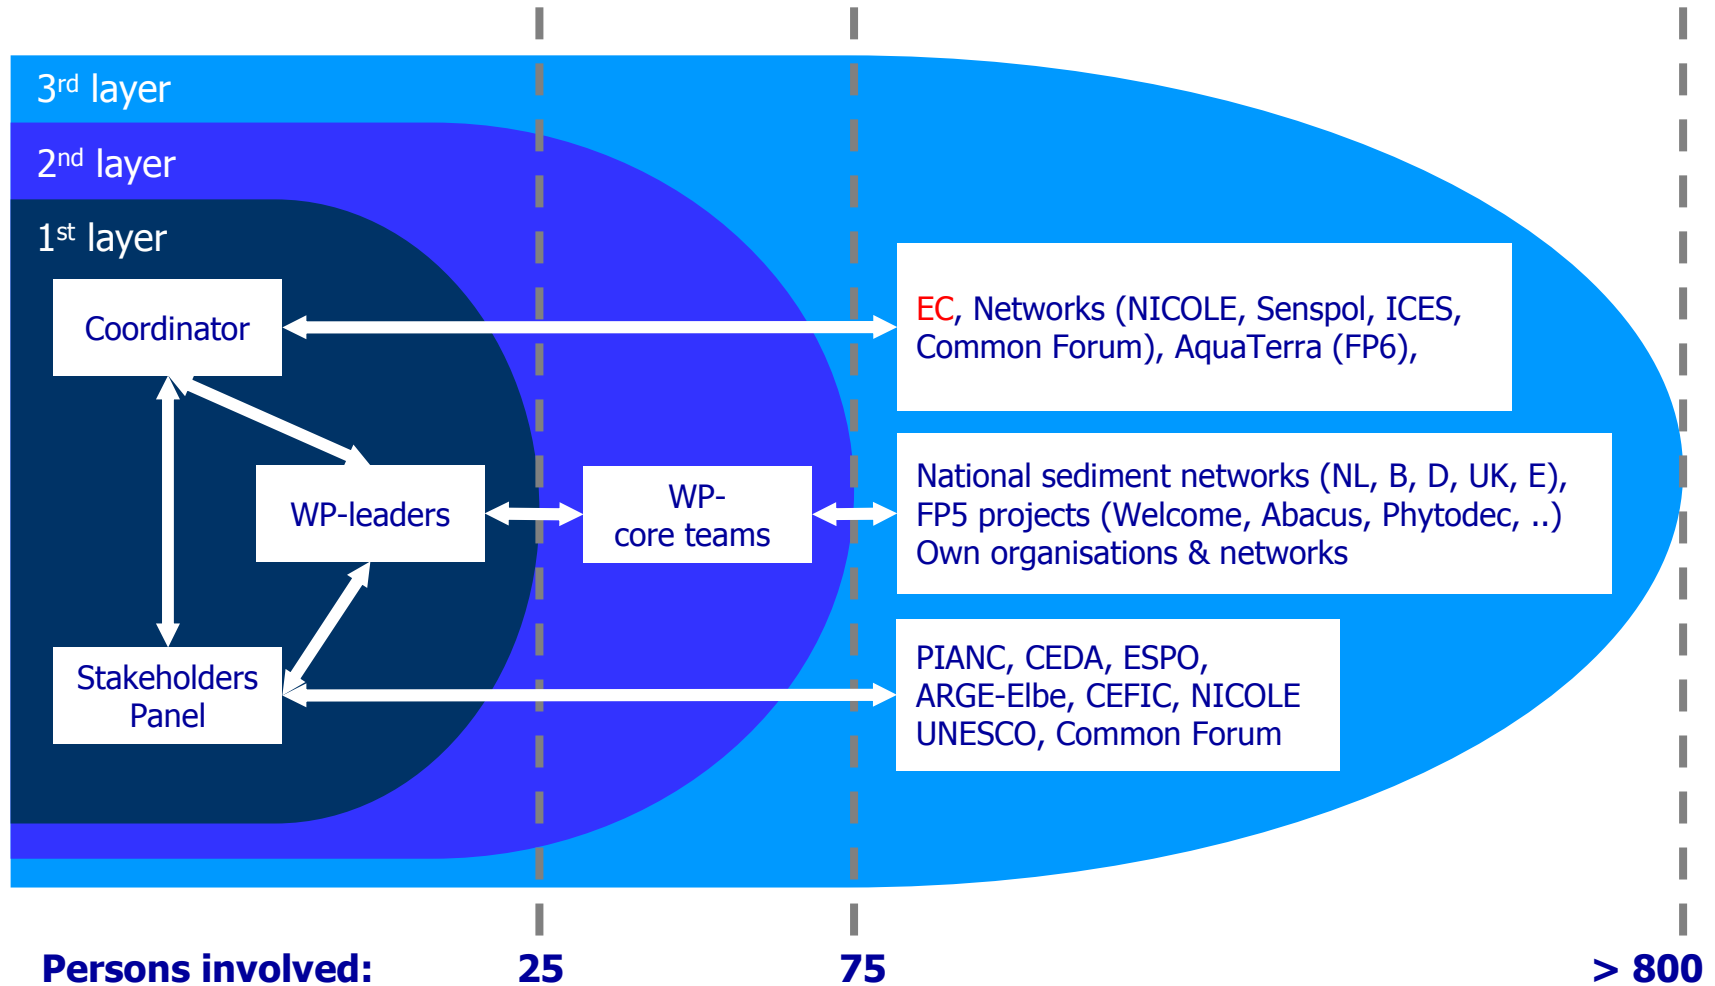 3rd layer
2nd layer
1st layer
Coordinator
EC, Networks (NICOLE, Senspol, ICES,
Common Forum), AquaTerra (FP6),
WP-leaders
WP-
core teams
National sediment networks (NL, B, D, UK, E),
FP5 projects (Welcome, Abacus, Phytodec, ..)
Own organisations & networks
Stakeholders
Panel
PIANC, CEDA, ESPO,
ARGE-Elbe, CEFIC, NICOLE
UNESCO, Common Forum
Persons involved: 25 75 > 800